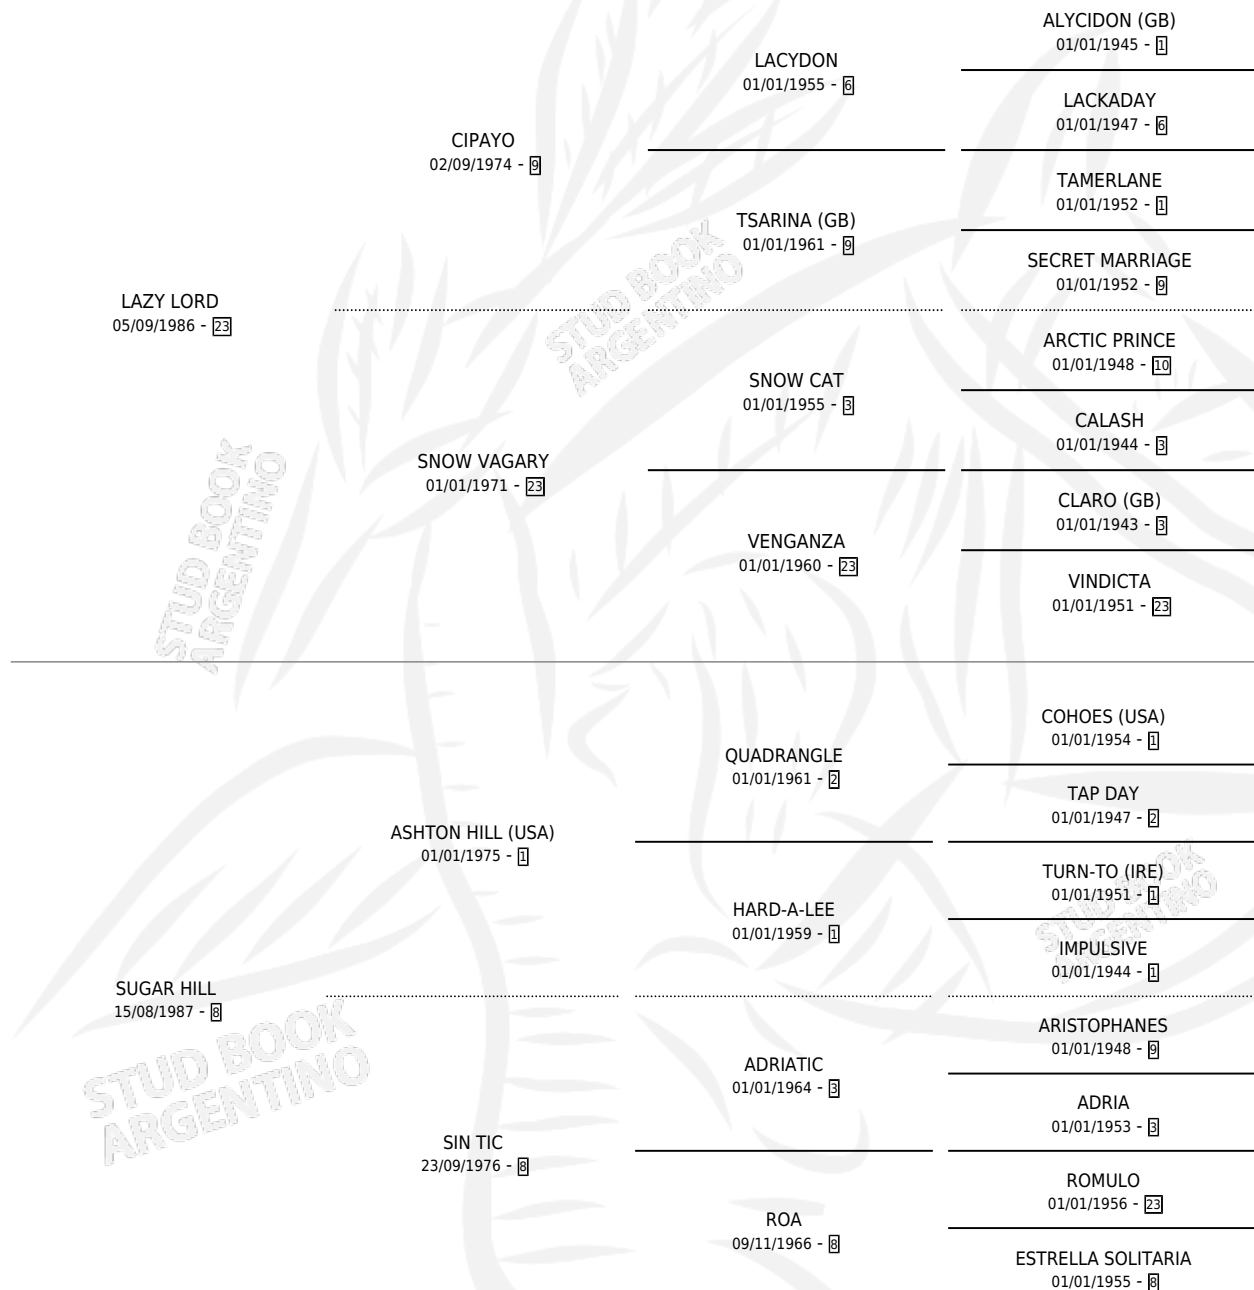 ALYCIDON (GB)
01/01/1945 - 1
LACYDON
01/01/1955 - 6
LACKADAY
01/01/1947 - 6
CIPAYO
02/09/1974 - 9
TAMERLANE
01/01/1952 - 1
TSARINA (GB)
01/01/1961 - 9
SECRET MARRIAGE
01/01/1952 - 9
LAZY LORD
05/09/1986 - 23
STUD BOOK
ARGENTINO
ARCTIC PRINCE
01/01/1948 - 10
SNOW CAT
01/01/1955 - 3
CALASH
01/01/1944 - 3
SNOW VAGARY
01/01/1971 - 23
CLARO (GB)
01/01/1943 - 3
VENGANZA
01/01/1960 - 23
VINDICTA
01/01/1951 - 23
STUD BOOK
ARGENTINO
COHOES (USA)
01/01/1954 - 1
QUADRANGLE
01/01/1961 - 2
TAP DAY
01/01/1947 - 2
ASHTON HILL (USA)
01/01/1975 - 1
TURN-TO (IRE)
01/01/1951 - 1
HARD-A-LEE
01/01/1959 - 1
STUD BOOK
ARGENTINO
IMPULSIVE
01/01/1944 - 1
SUGAR HILL
15/08/1987 - 8
STUD BOOK
ARGENTINO
ARISTOPHANES
01/01/1948 - 9
ADRIATIC
01/01/1964 - 3
ADRIA
01/01/1953 - 3
SIN TIC
23/09/1976 - 8
ROMULO
01/01/1956 - 23
ROA
09/11/1966 - 8
ESTRELLA SOLITARIA
01/01/1955 - 8